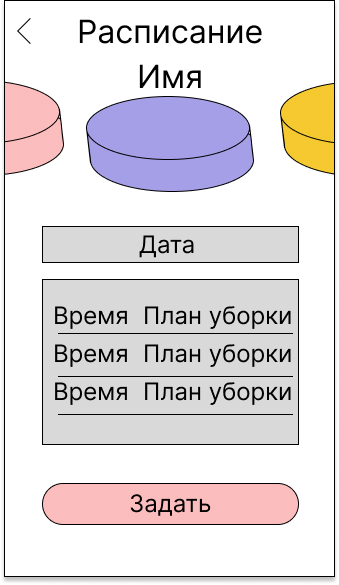 Расписание
Имя
Дата
Время План уборки
Время План уборки
Время План уборки
Задать